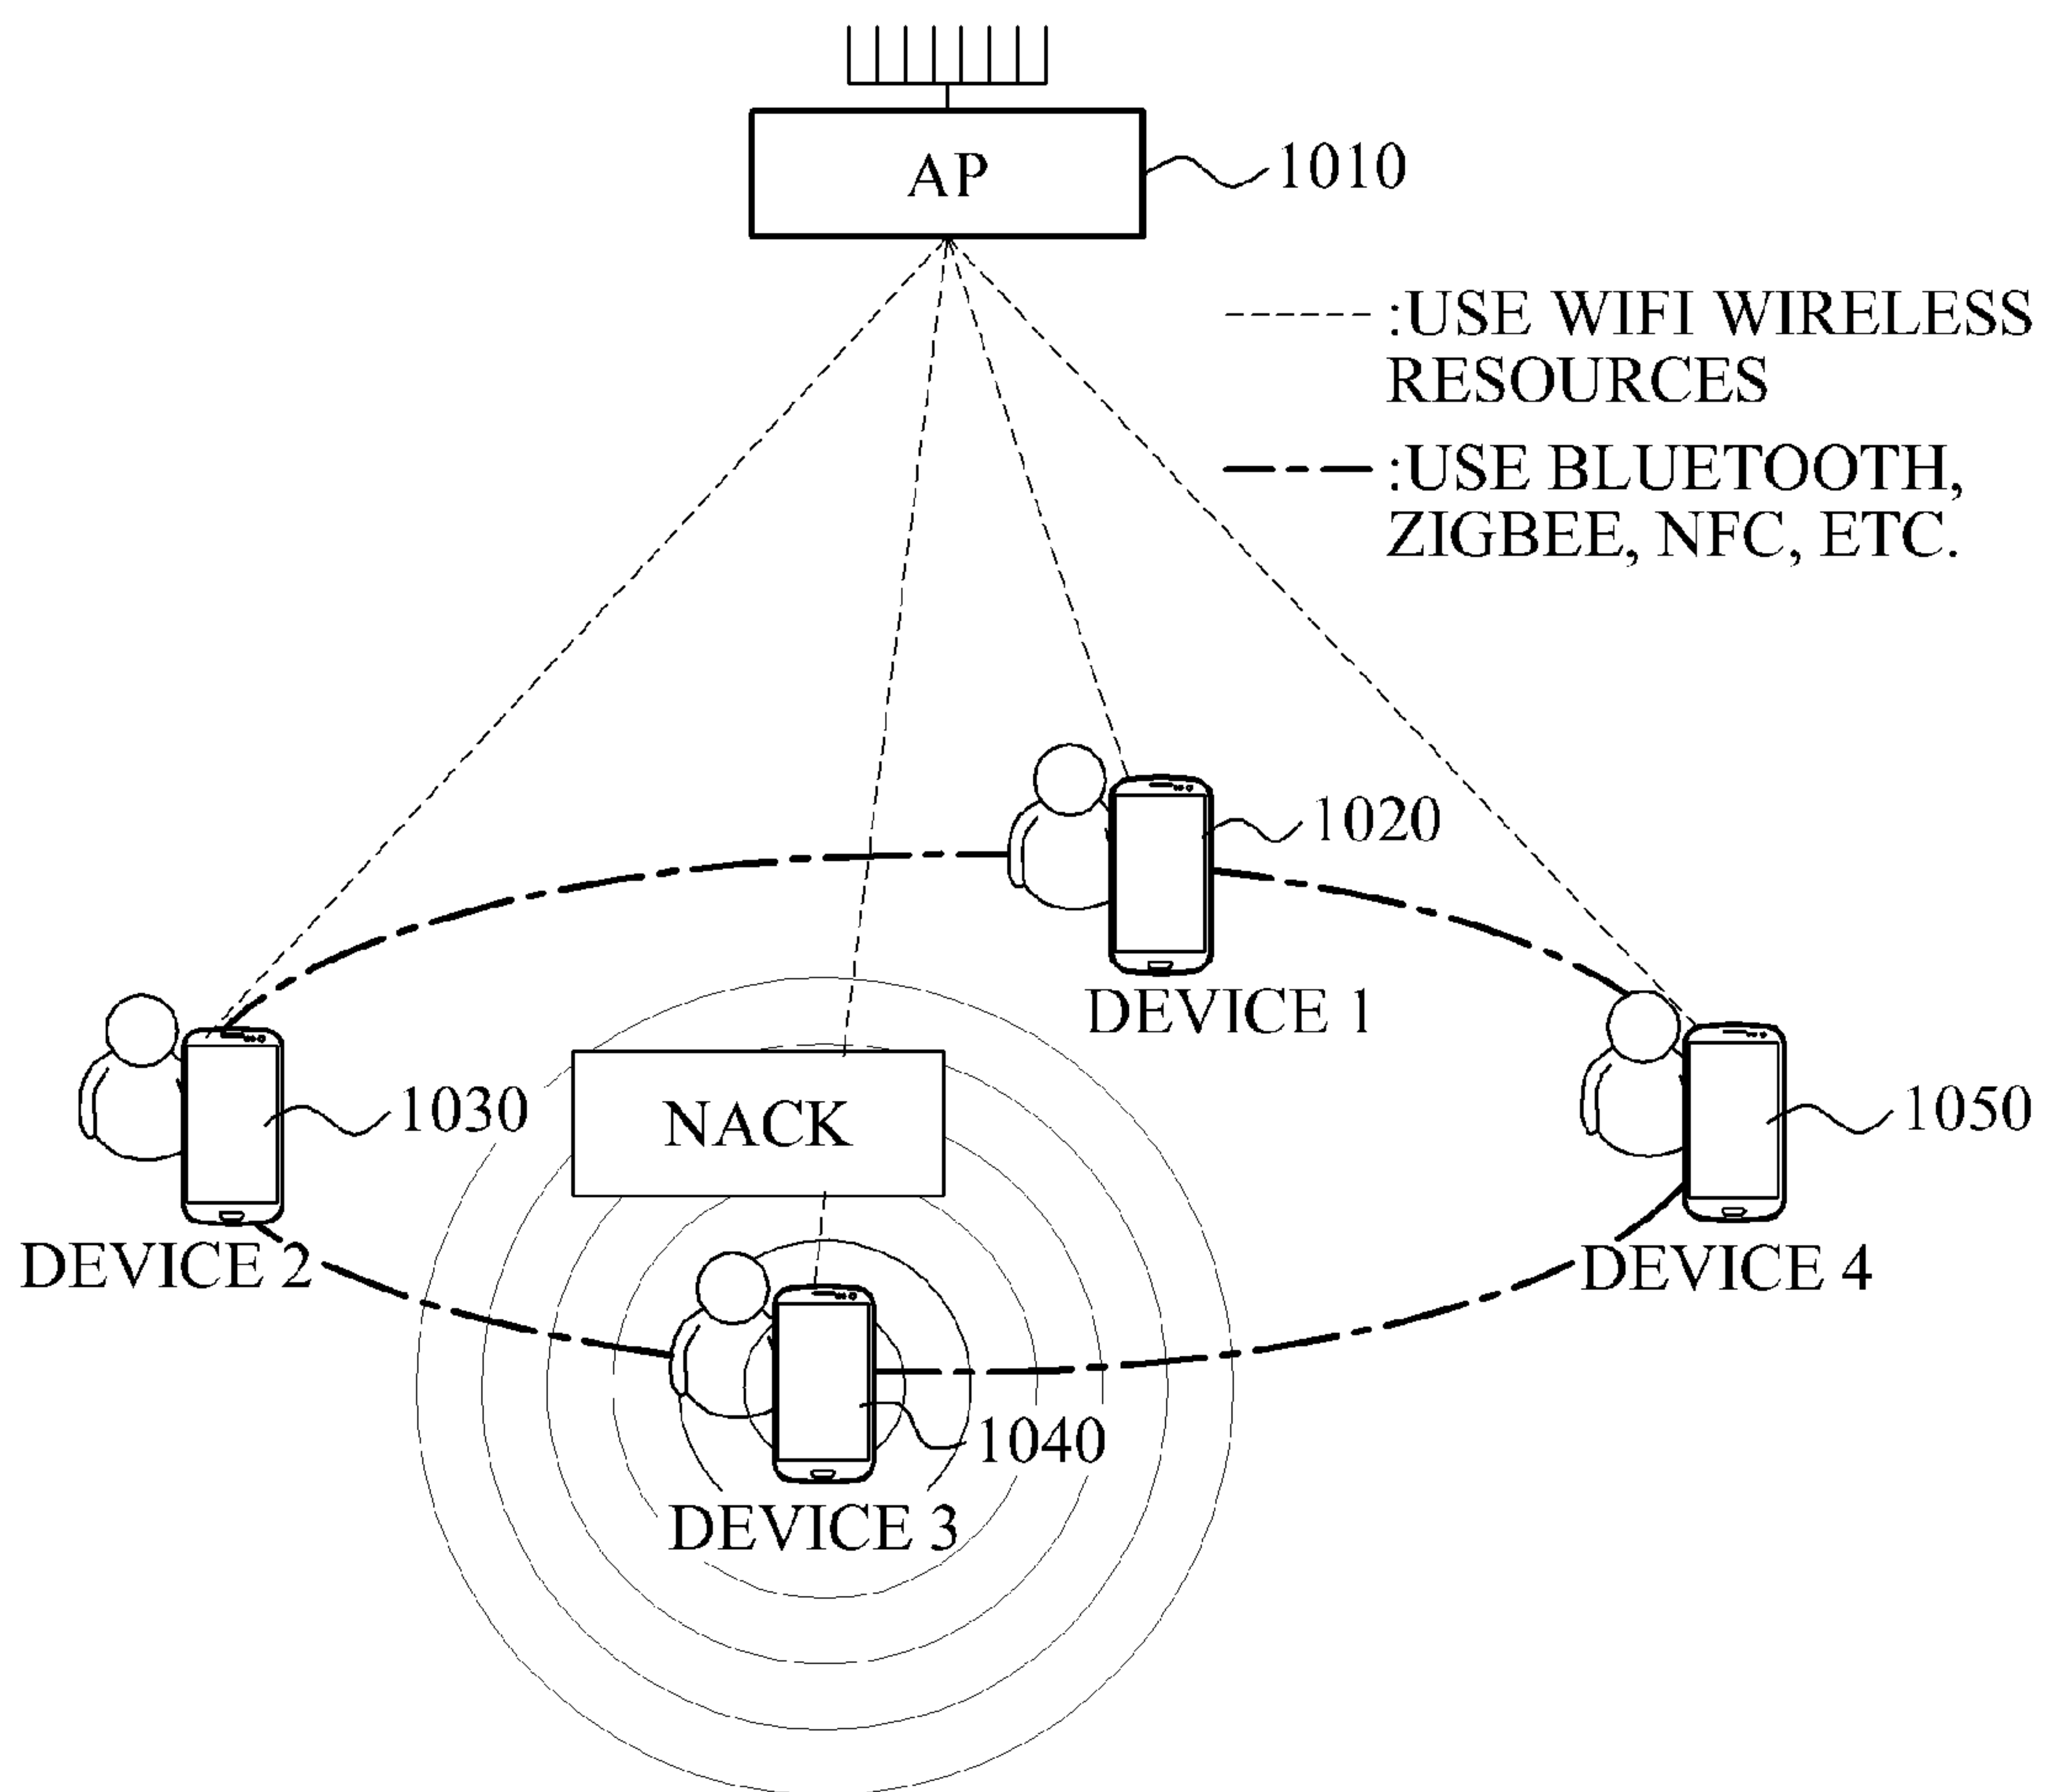 AP
1010
:USE WIFI WIRELESS
RESOURCES
:USE BLUETOOTH,
ZIGBEE, NFC, ETC.
1020
DEVICE 1
1030
NACK
1050
DEVICE 2
DEVICE 4
1040
DEVICE 3